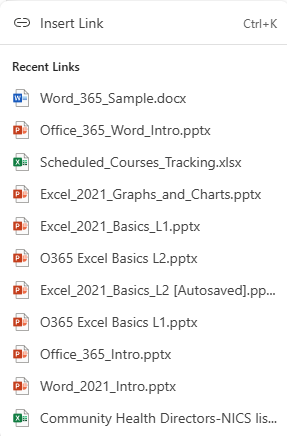 Insert Link Ctrl+K
Recent Links
Word_365_Sample.docx
Office_365_Word_Intro.pptx
Scheduled_Courses_Tracking.xlsx
Excel_2021_Graphs_and_Charts.pptx
Excel_2021_Basics_L1.pptx
O365 Excel Basics L2.pptx
Excel_2021_Basics_L2 [Autosaved].pp...
O365 Excel Basics L1.pptx
Office_365_Intro.pptx
Word_2021_Intro.pptx
Community Health Directors-NICS lis...